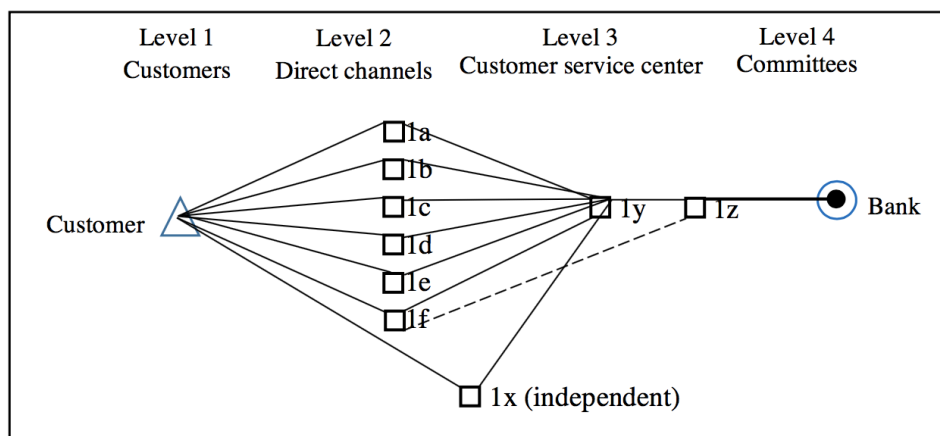 Level 1 Level 2 Level 3 Level 4
Customers Direct channels Customer service center Committees
1a
1b
1c
1y 1z Bank
Customer
1d
1e
1f
1x (independent)